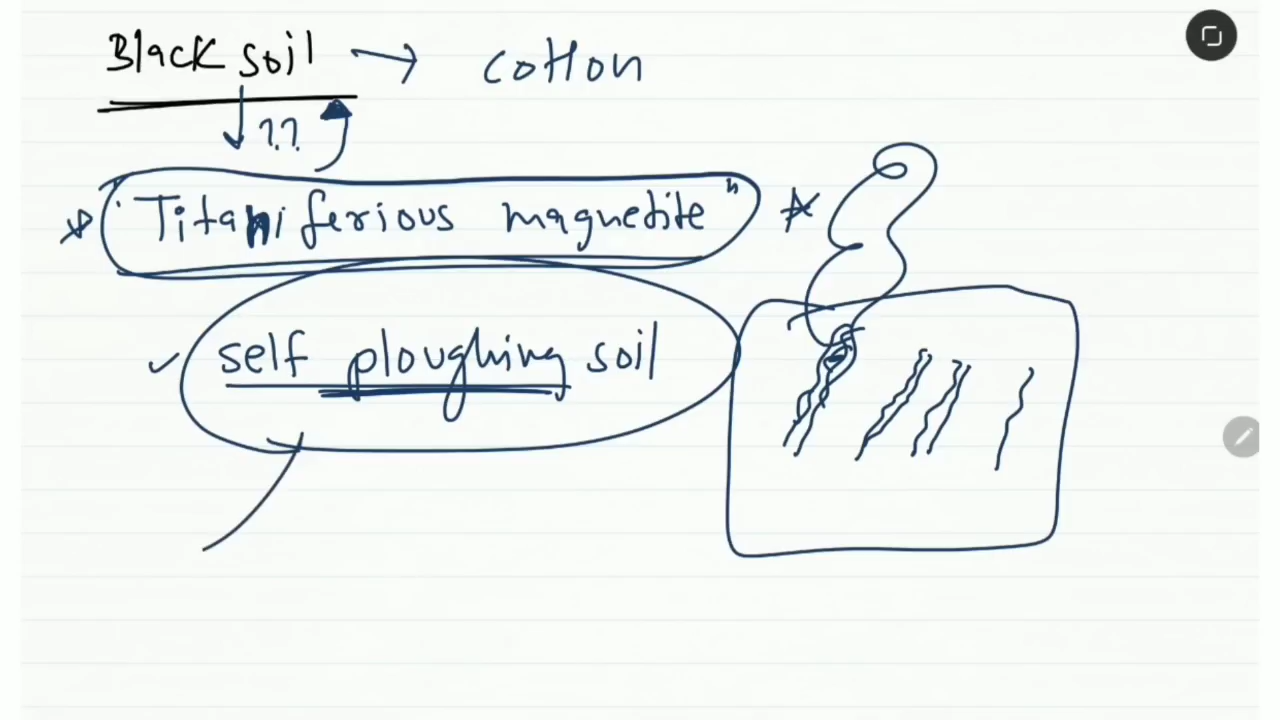 Black soil → cotton
??
"Titaniferious magnetite"
self ploughing soil